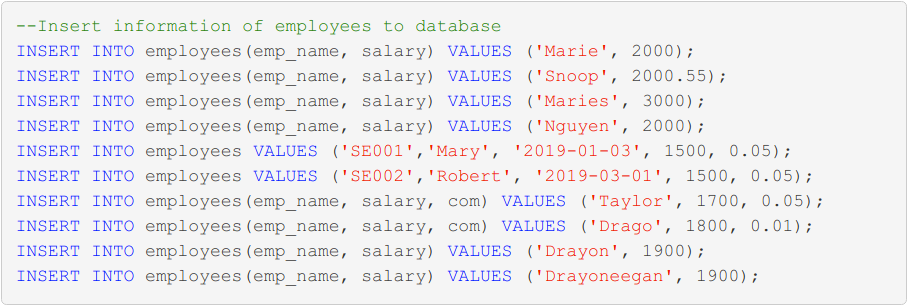 --Insert information of employees to database
INSERT INTO employees(emp_name, salary) VALUES ('Marie', 2000);
INSERT INTO employees(emp_name, salary) VALUES ('Snoop', 2000.55);
INSERT INTO employees(emp_name, salary) VALUES ('Maries', 3000);
INSERT INTO employees(emp_name, salary) VALUES ('Nguyen', 2000);
INSERT INTO employees VALUES ('SE001','Mary', '2019-01-03', 1500, 0.05);
INSERT INTO employees VALUES ('SE002','Robert', '2019-03-01', 1500, 0.05);
INSERT INTO employees(emp_name, salary, com) VALUES ('Taylor', 1700, 0.05);
INSERT INTO employees(emp_name, salary, com) VALUES ('Drago', 1800, 0.01);
INSERT INTO employees(emp_name, salary) VALUES ('Drayon', 1900);
INSERT INTO employees(emp_name, salary) VALUES ('Drayoneegan', 1900);